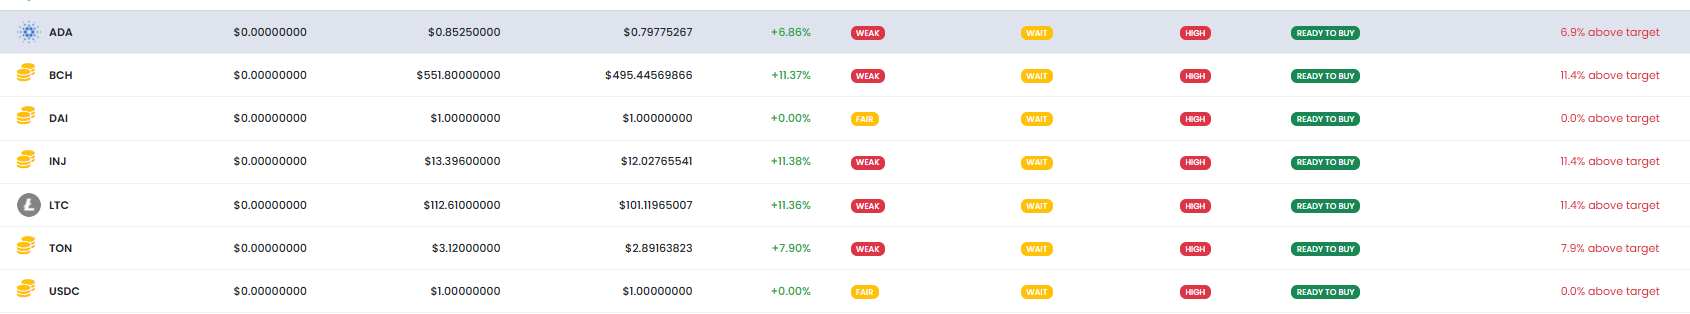 ADA $0.00000000 $0.85250000 $0.79775267 +6.86% WEAK WAIT HIGH READY TO BUY 6.9% above target
BCH $0.00000000 $551.80000000 $495.44569866 +11.37% WEAK WAIT HIGH READY TO BUY 11.4% above target
DAI $0.00000000 $1.00000000 $1.00000000 +0.00% FAIR WAIT HIGH READY TO BUY 0.0% above target
INJ $0.00000000 $13.39600000 $12.02765541 +11.38% WEAK WAIT HIGH READY TO BUY 11.4% above target
LTC $0.00000000 $112.61000000 $101.11965007 +11.36% WEAK WAIT HIGH READY TO BUY 11.4% above target
TON $0.00000000 $3.12000000 $2.89163823 +7.90% WEAK WAIT HIGH READY TO BUY 7.9% above target
USDC $0.00000000 $1.00000000 $1.00000000 +0.00% FAIR WAIT HIGH READY TO BUY 0.0% above target